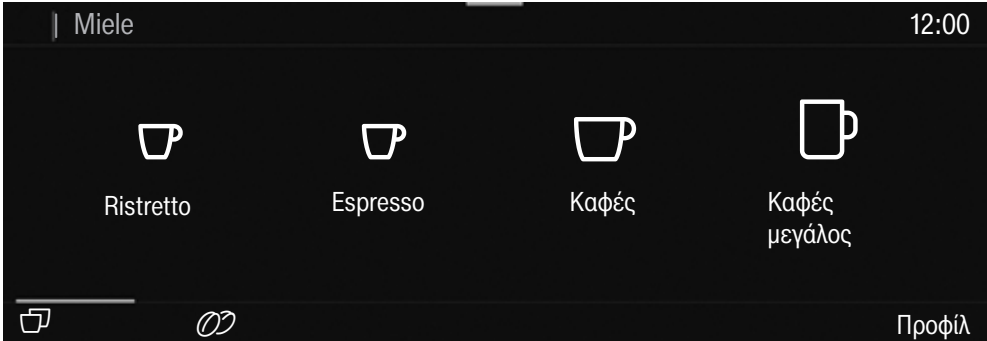 | Miele
12:00
Ristretto
Espresso
Καφές
Καφές
μεγάλος
Προφίλ